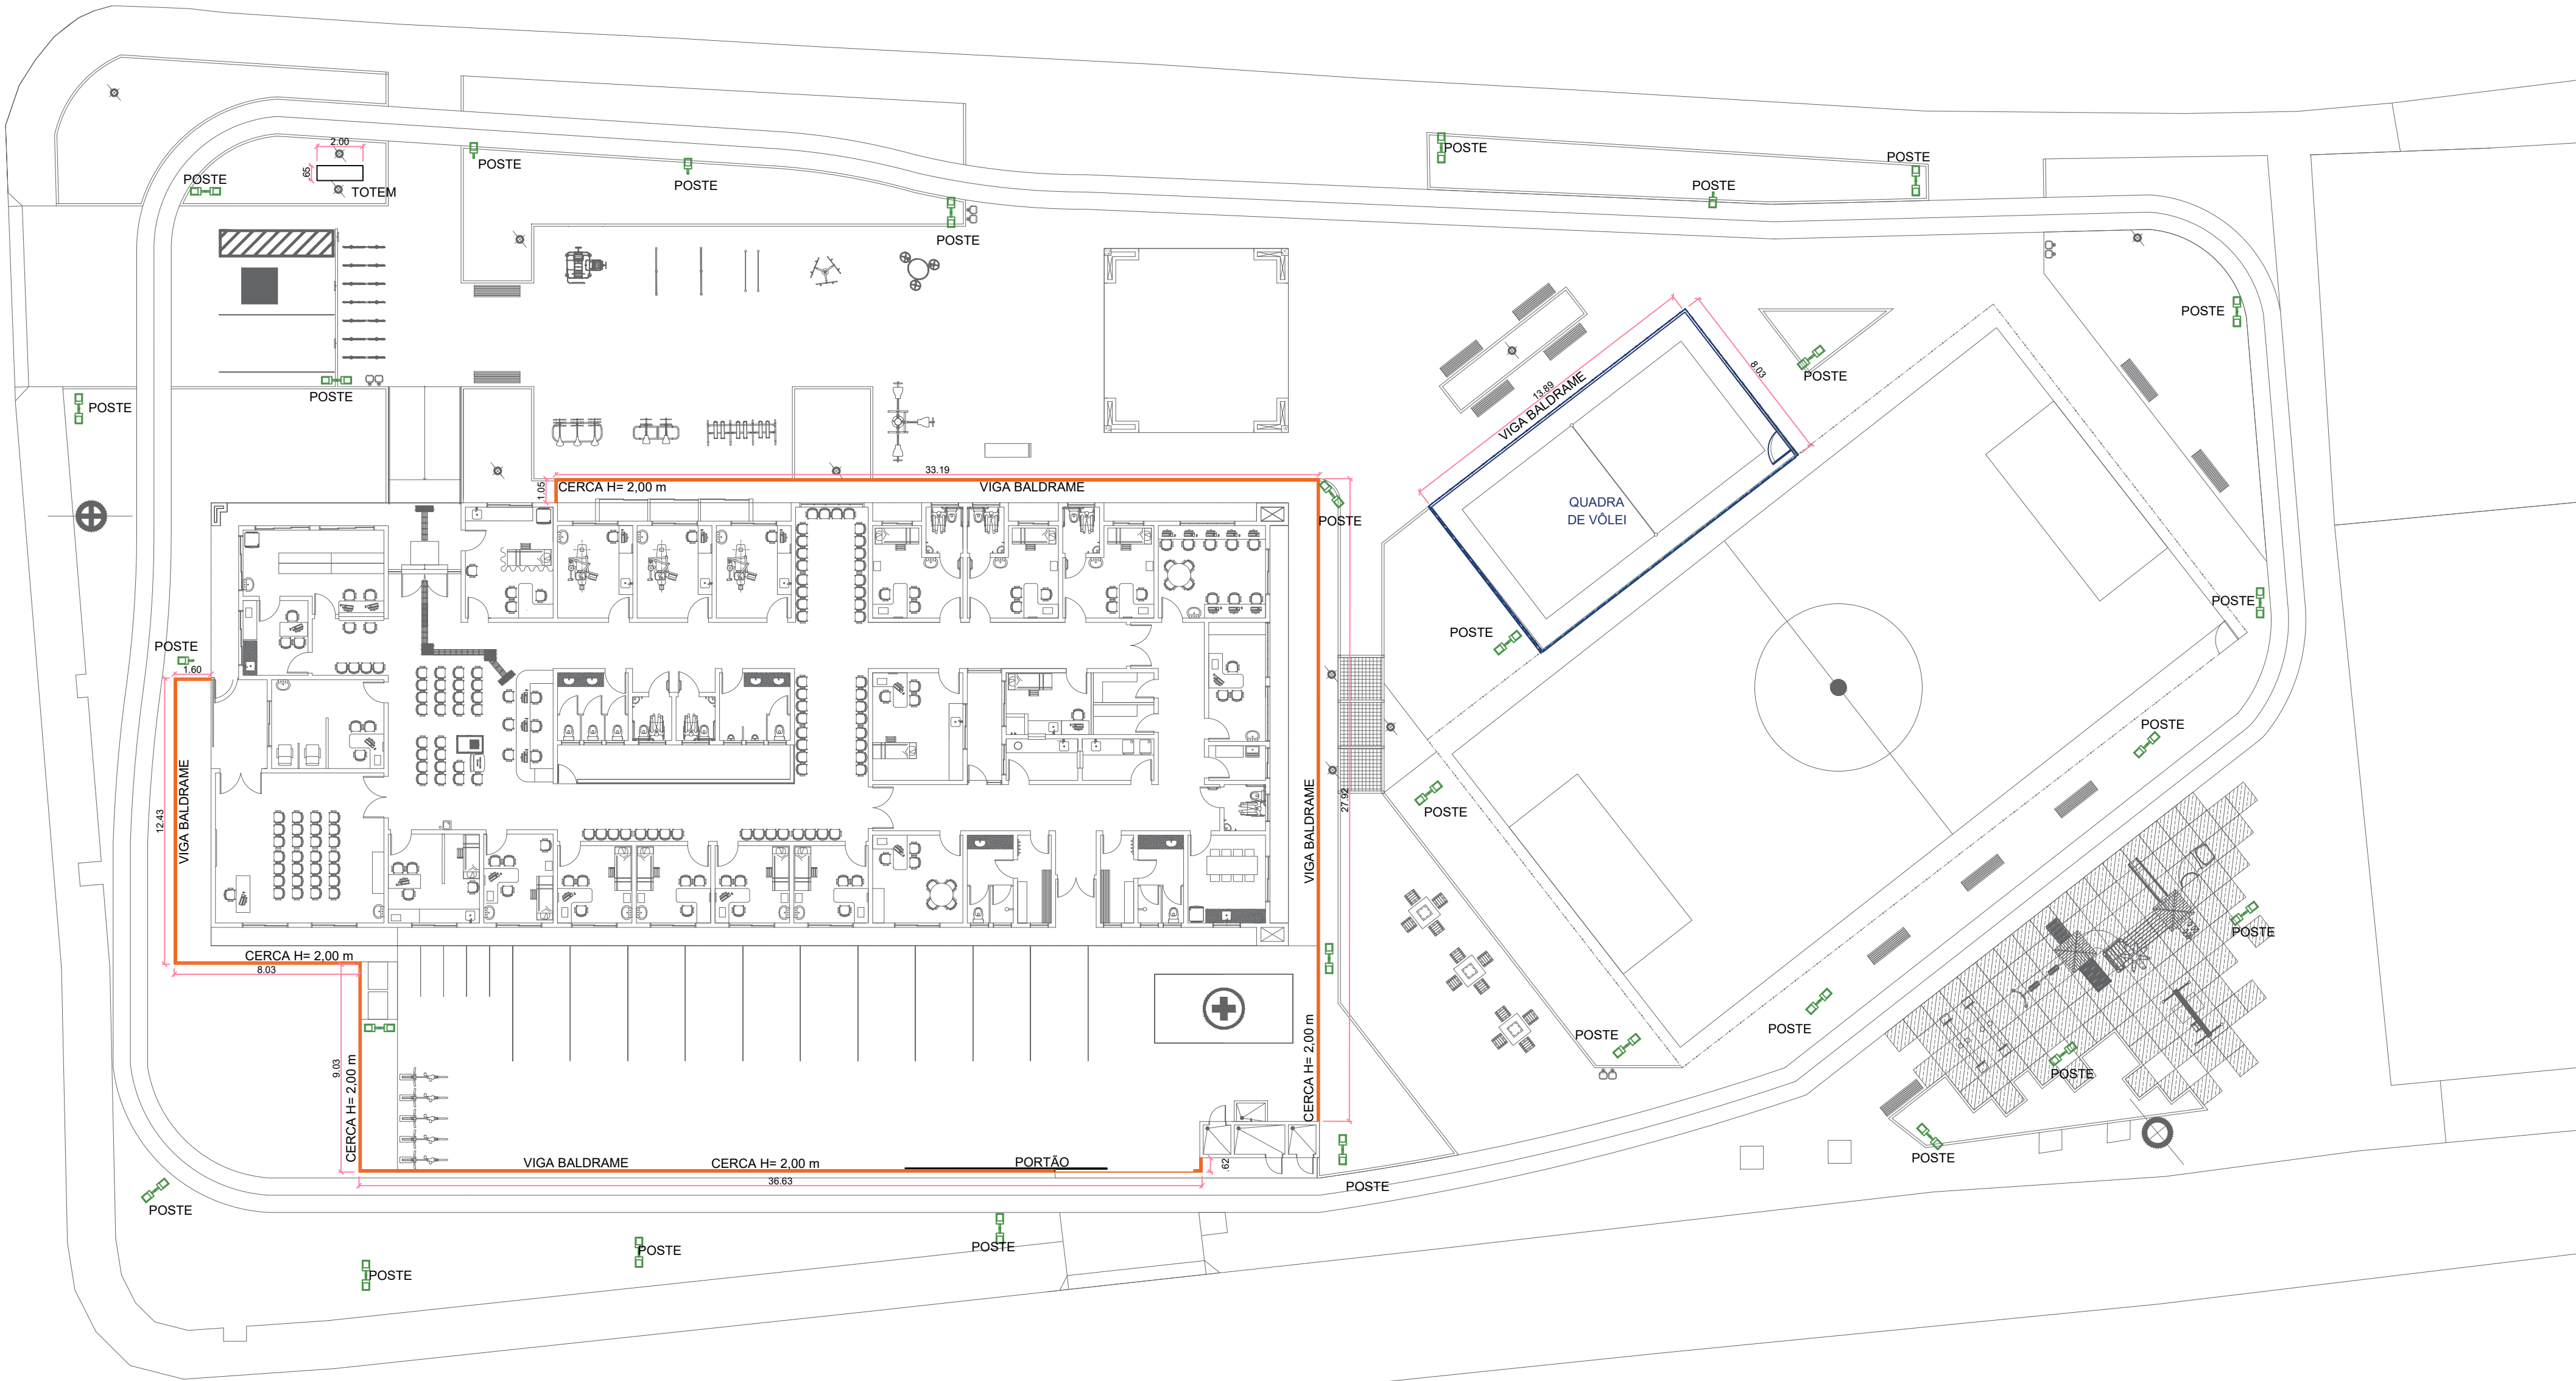 2.00
.65
TOTEM
POSTE
POSTE
POSTE
POSTE
POSTE
POSTE
POSTE
POSTE
POSTE
POSTE
POSTE
13.89
VIGA BALDRAME
8.03
QUADRA
DE VÔLEI
33.19
1.05
CERCA H= 2,00 m
VIGA BALDRAME
POSTE
POSTE
POSTE
POSTE
1.60
12.43
VIGA BALDRAME
VIGA BALDRAME
27.92
POSTE
POSTE
CERCA H= 2,00 m
8.03
POSTE
9.03
CERCA H= 2,00 m
CERCA H= 2,00 m
POSTE
POSTE
POSTE
POSTE
VIGA BALDRAME
CERCA H= 2,00 m
PORTÃO
.62
36.63
POSTE
POSTE
POSTE
POSTE
POSTE